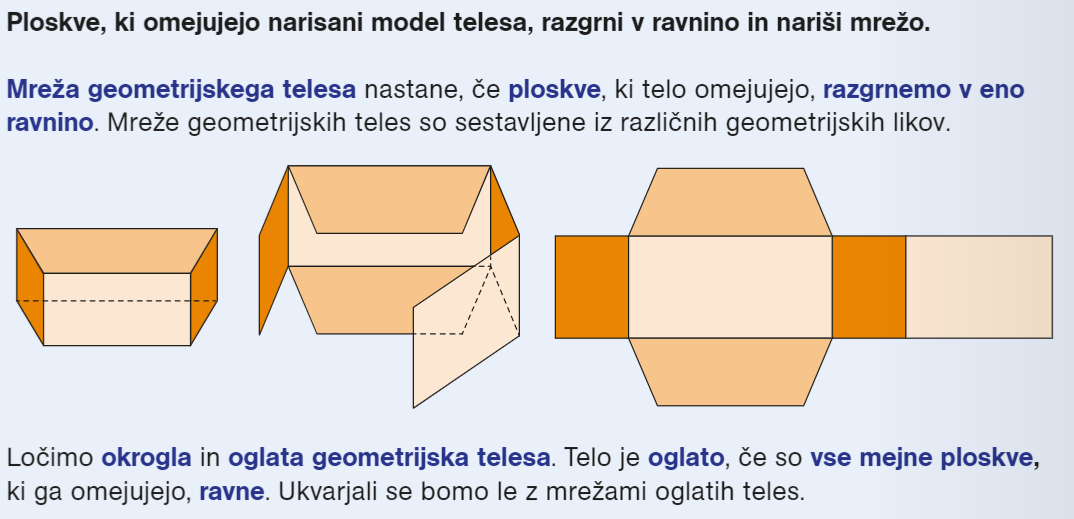 Ploskve, ki omejujejo narisani model telesa, razgrni v ravnino in nariši mrežo.
Mreža geometrijskega telesa nastane, če ploskve, ki telo omejujejo, razgrnemo v eno
ravnino. Mreže geometrijskih teles so sestavljene iz različnih geometrijskih likov.
Ločimo okrogla in oglata geometrijska telesa. Telo je oglato, če so vse mejne ploskve,
ki ga omejujejo, ravne. Ukvarjali se bomo le z mrežami oglatih teles.